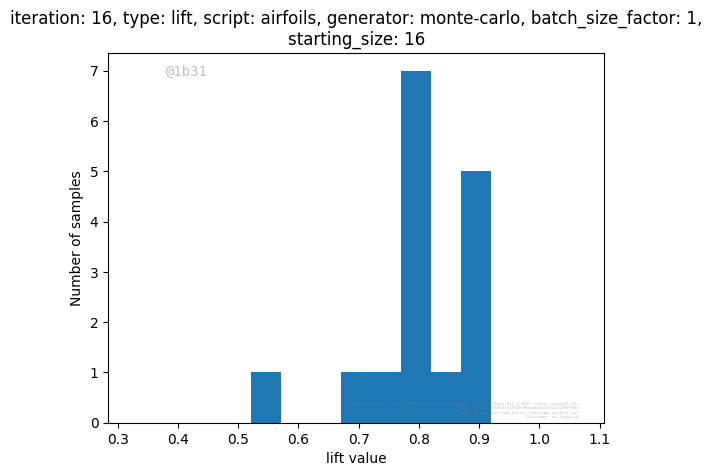 iteration: 16, type: lift, script: airfoils, generator: monte-carlo, batch_size_factor: 1,
starting_size: 16
@1b31
7
6
5
4
3
2
1
0
Number of samples
0.3 0.4 0.5 0.6 0.7 0.8 0.9 1.0 1.1
lift value